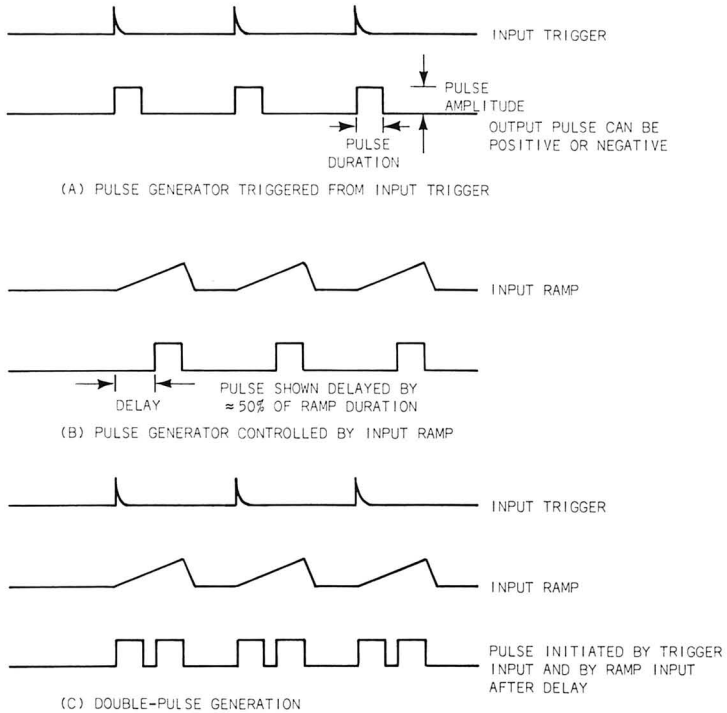 INPUT TRIGGER
PULSE
AMPLITUDE
OUTPUT PULSE CAN BE
POSITIVE OR NEGATIVE
PULSE
DURATION
(A) PULSE GENERATOR TRIGGERED FROM INPUT TRIGGER
INPUT RAMP
DELAY
PULSE SHOWN DELAYED BY
≈50% OF RAMP DURATION
(B) PULSE GENERATOR CONTROLLED BY INPUT RAMP
INPUT TRIGGER
INPUT RAMP
PULSE INITIATED BY TRIGGER
INPUT AND BY RAMP INPUT
AFTER DELAY
(C) DOUBLE-PULSE GENERATION